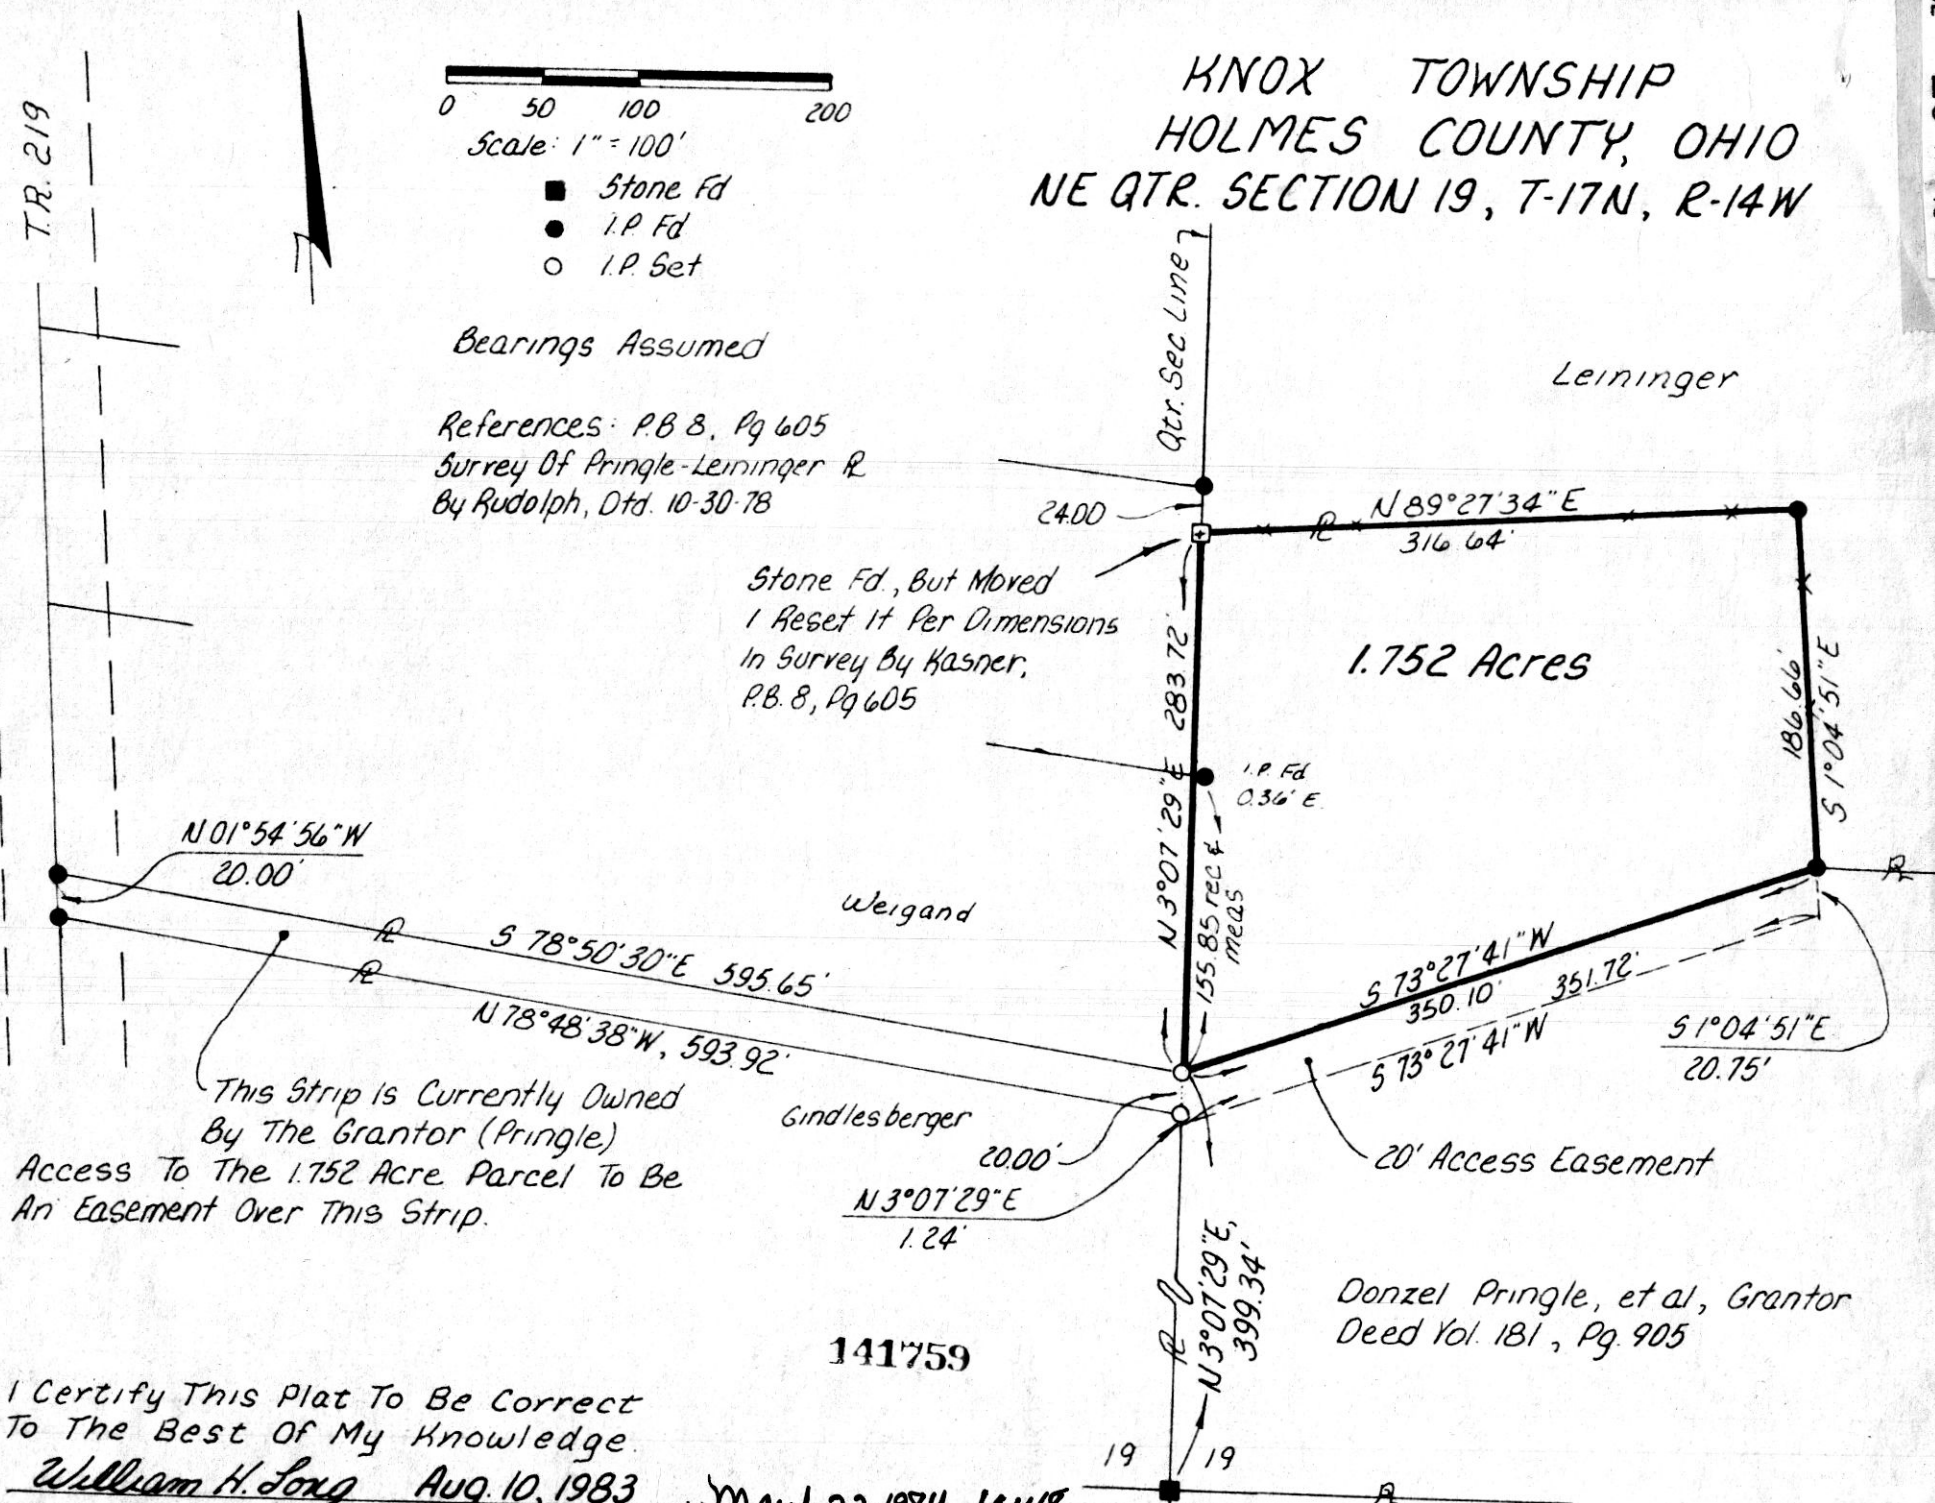 KNOX TOWNSHIP
HOLMES COUNTY, OHIO
NE QTR. SECTION 19, T-17N, R-14W
T.R. 219
0 50 100 200
Scale: 1" = 100'
Stone Fd
I.P. Fd
I.P. Set
Bearings Assumed
References: P.B 8, Pg 605
Survey Of Pringle-Leininger PL
By Rudolph, Dtd. 10-30-78
Qtr. Sec. Line
Leininger
24.00
N 89°27'34" E
PL
316.64'
Stone Fd., But Moved
I Reset It Per Dimensions
In Survey By Kasner,
P.B. 8, Pg 605
1.752 Acres
N 3°07'29" E 283.72'
186.66'
S 1°04'51" E
I.P. Fd
0.36' E.
155.85 rec &
meas
N 01°54'56" W
20.00'
Weigand
PL
PL
S 78°50'30" E 595.65'
PL
N 78°48'38" W, 593.92'
S 73°27'41" W
350.10'
351.72'
S 73°27'41" W
S 1°04'51" E
20.75'
This Strip Is Currently Owned
By The Grantor (Pringle)
Access To The 1.752 Acre Parcel To Be
An Easement Over This Strip.
Gindlesberger
20.00'
N 3°07'29" E
1.24'
20' Access Easement
PL
N 3°07'29" E,
399.34'
Donzel Pringle, et al, Grantor
Deed Vol. 181, Pg. 905
141759
I Certify This Plat To Be Correct
To The Best Of My Knowledge.
William H. Long Aug. 10, 1983
19 19
PL